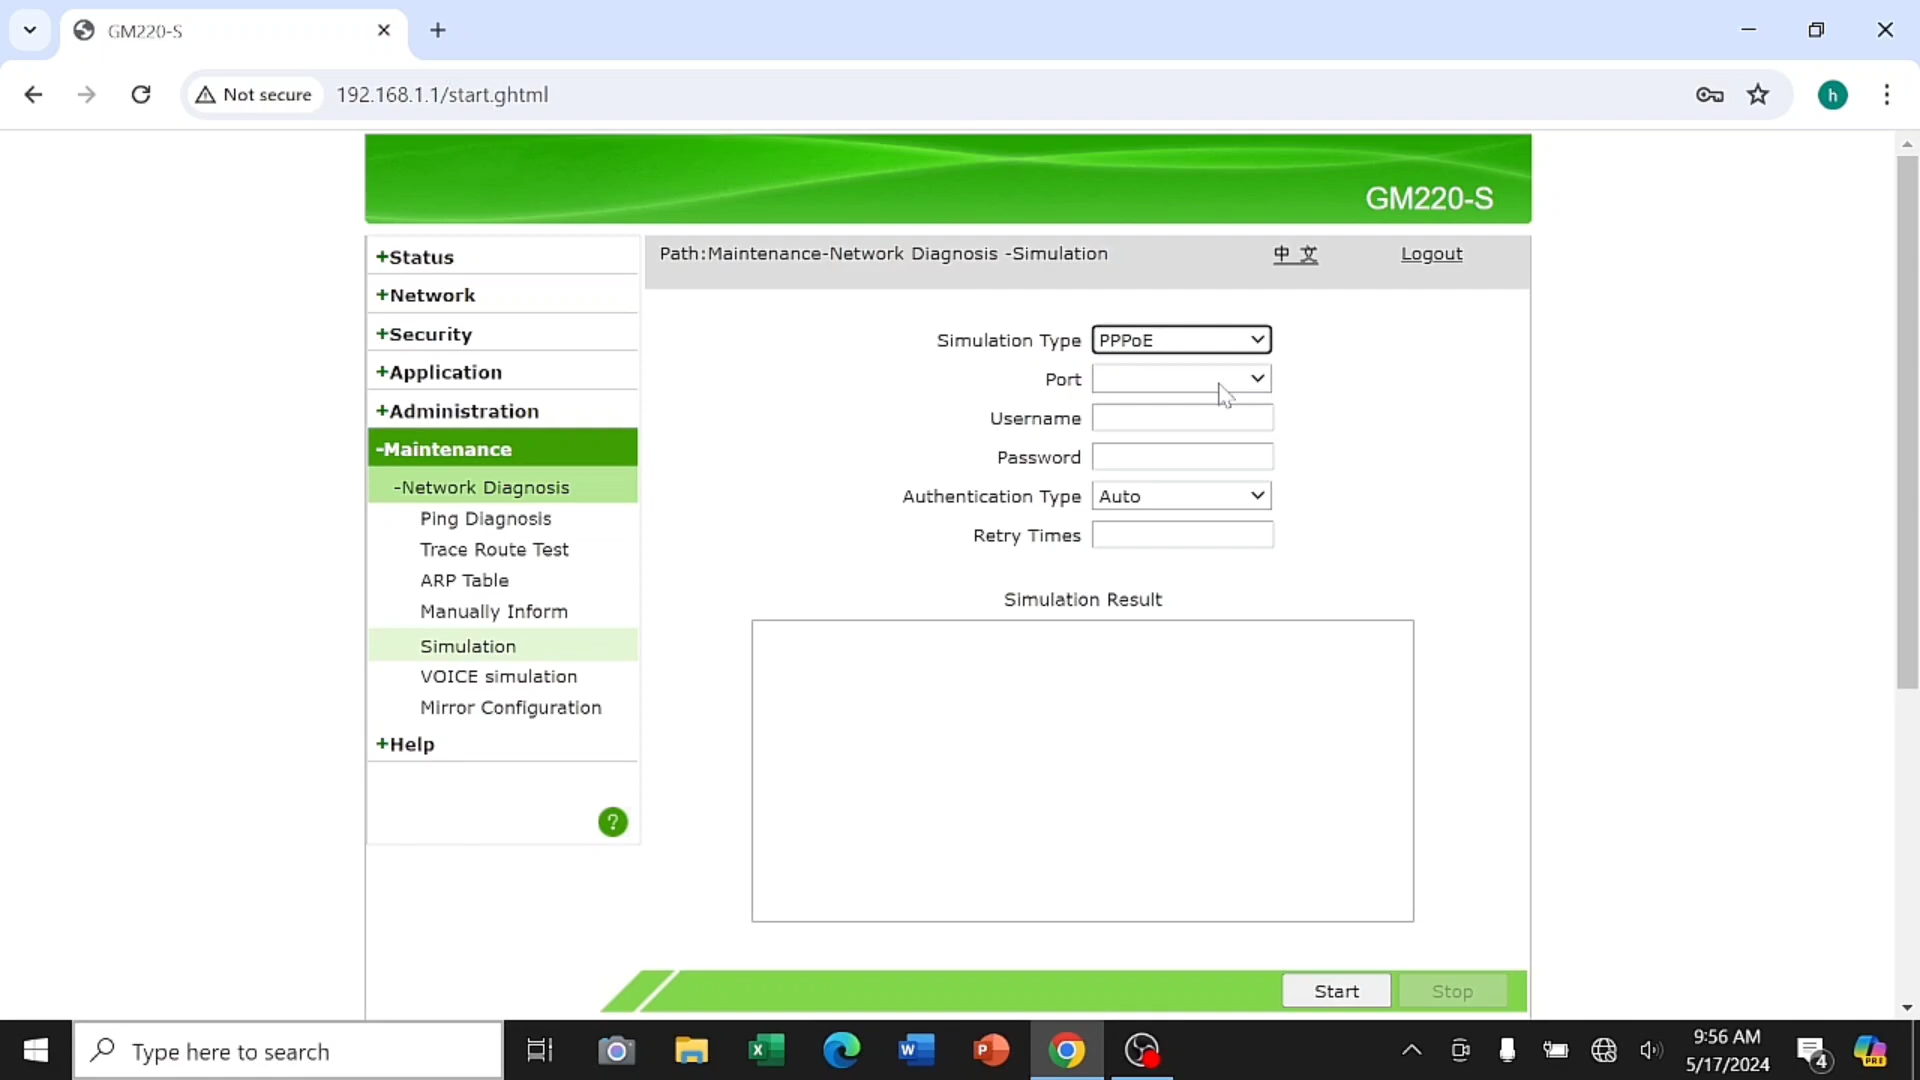 GM220-S
Not secure
192.168.1.1/start.ghtml
h
GM220-S
+Status
+Network
+Security
+Application
+Administration
-Maintenance
-Network Diagnosis
Ping Diagnosis
Trace Route Test
ARP Table
Manually Inform
Simulation
VOICE simulation
Mirror Configuration
+Help
?
Path:Maintenance-Network Diagnosis -Simulation
中 文
Logout
Simulation Type
PPPoE
Port
Username
Password
Authentication Type
Auto
Retry Times
Simulation Result
Start
Stop
Type here to search
9:56 AM
5/17/2024
4
PRE